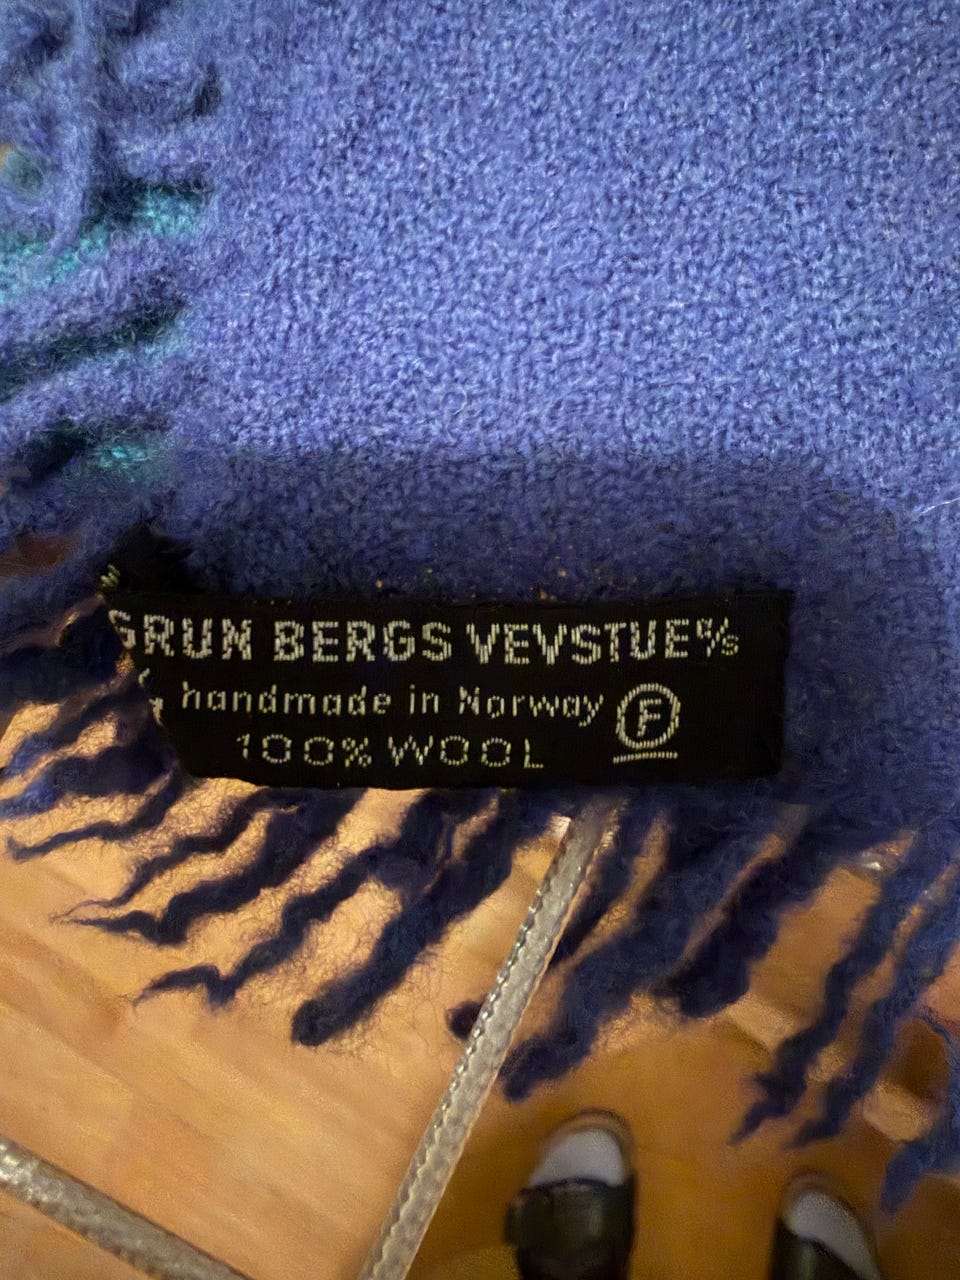 GRUN BERGS VEVSTUE %
handmade in Norway Ⓕ
100% WOOL